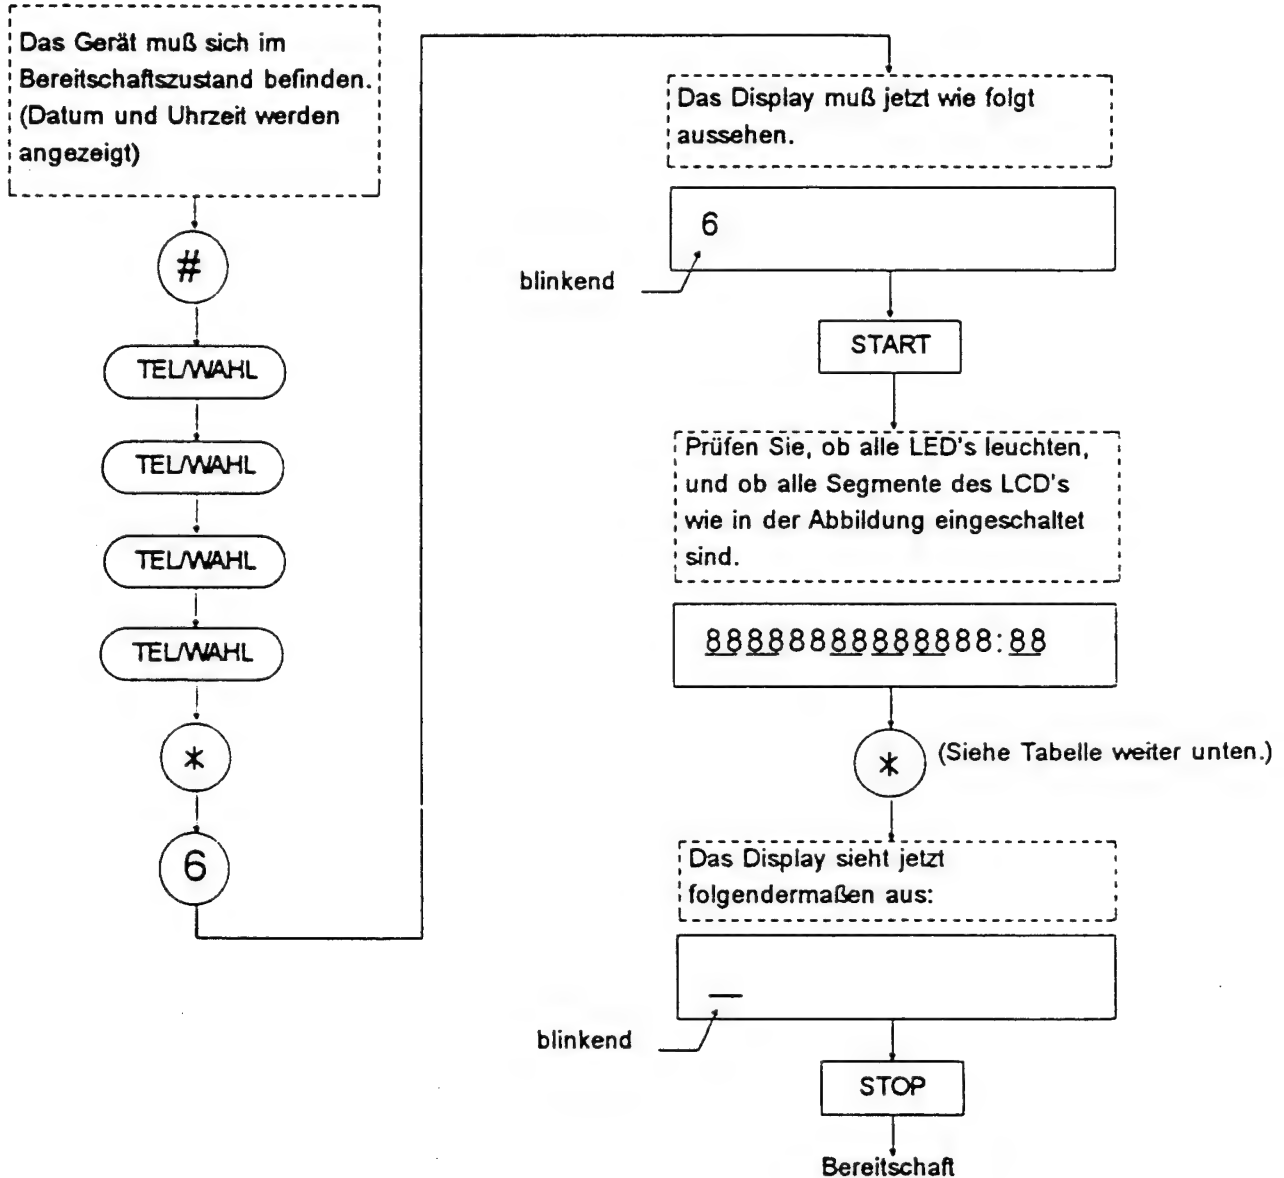 Das Gerät muß sich im
Bereitschaftszustand befinden.
(Datum und Uhrzeit werden
angezeigt)
#
TEL/WAHL
TEL/WAHL
TEL/WAHL
TEL/WAHL
*
6
Das Display muß jetzt wie folgt
aussehen.
6
blinkend
START
Prüfen Sie, ob alle LED's leuchten,
und ob alle Segmente des LCD's
wie in der Abbildung eingeschaltet
sind.
88888888888888:88
* (Siehe Tabelle weiter unten.)
Das Display sieht jetzt
folgendermaßen aus:
_
blinkend
STOP
Bereitschaft